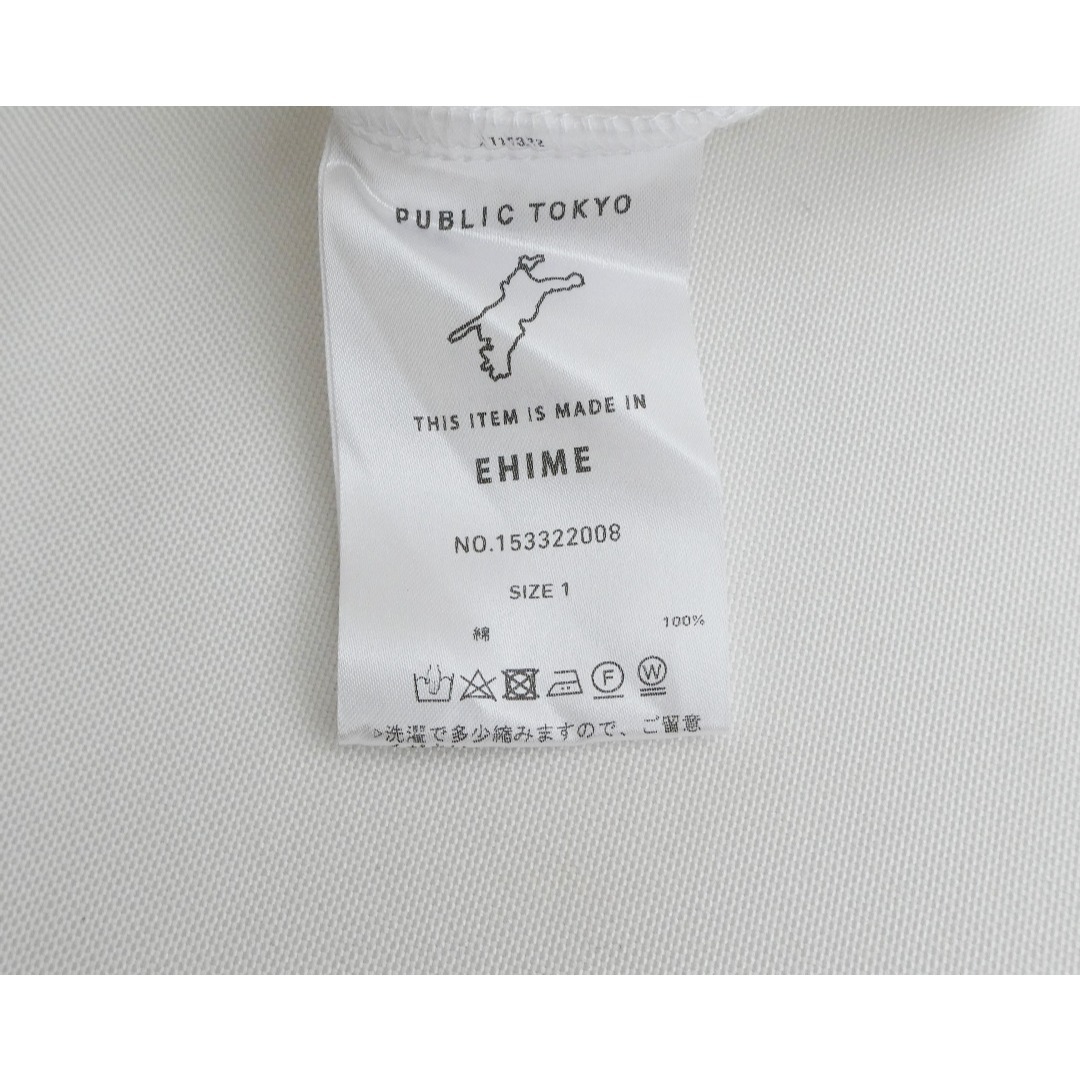 PUBLIC TOKYO
THIS ITEM IS MADE IN
EHIME
NO.153322008
SIZE 1
綿 100%
F W
▷洗濯で多少縮みますので、ご留意